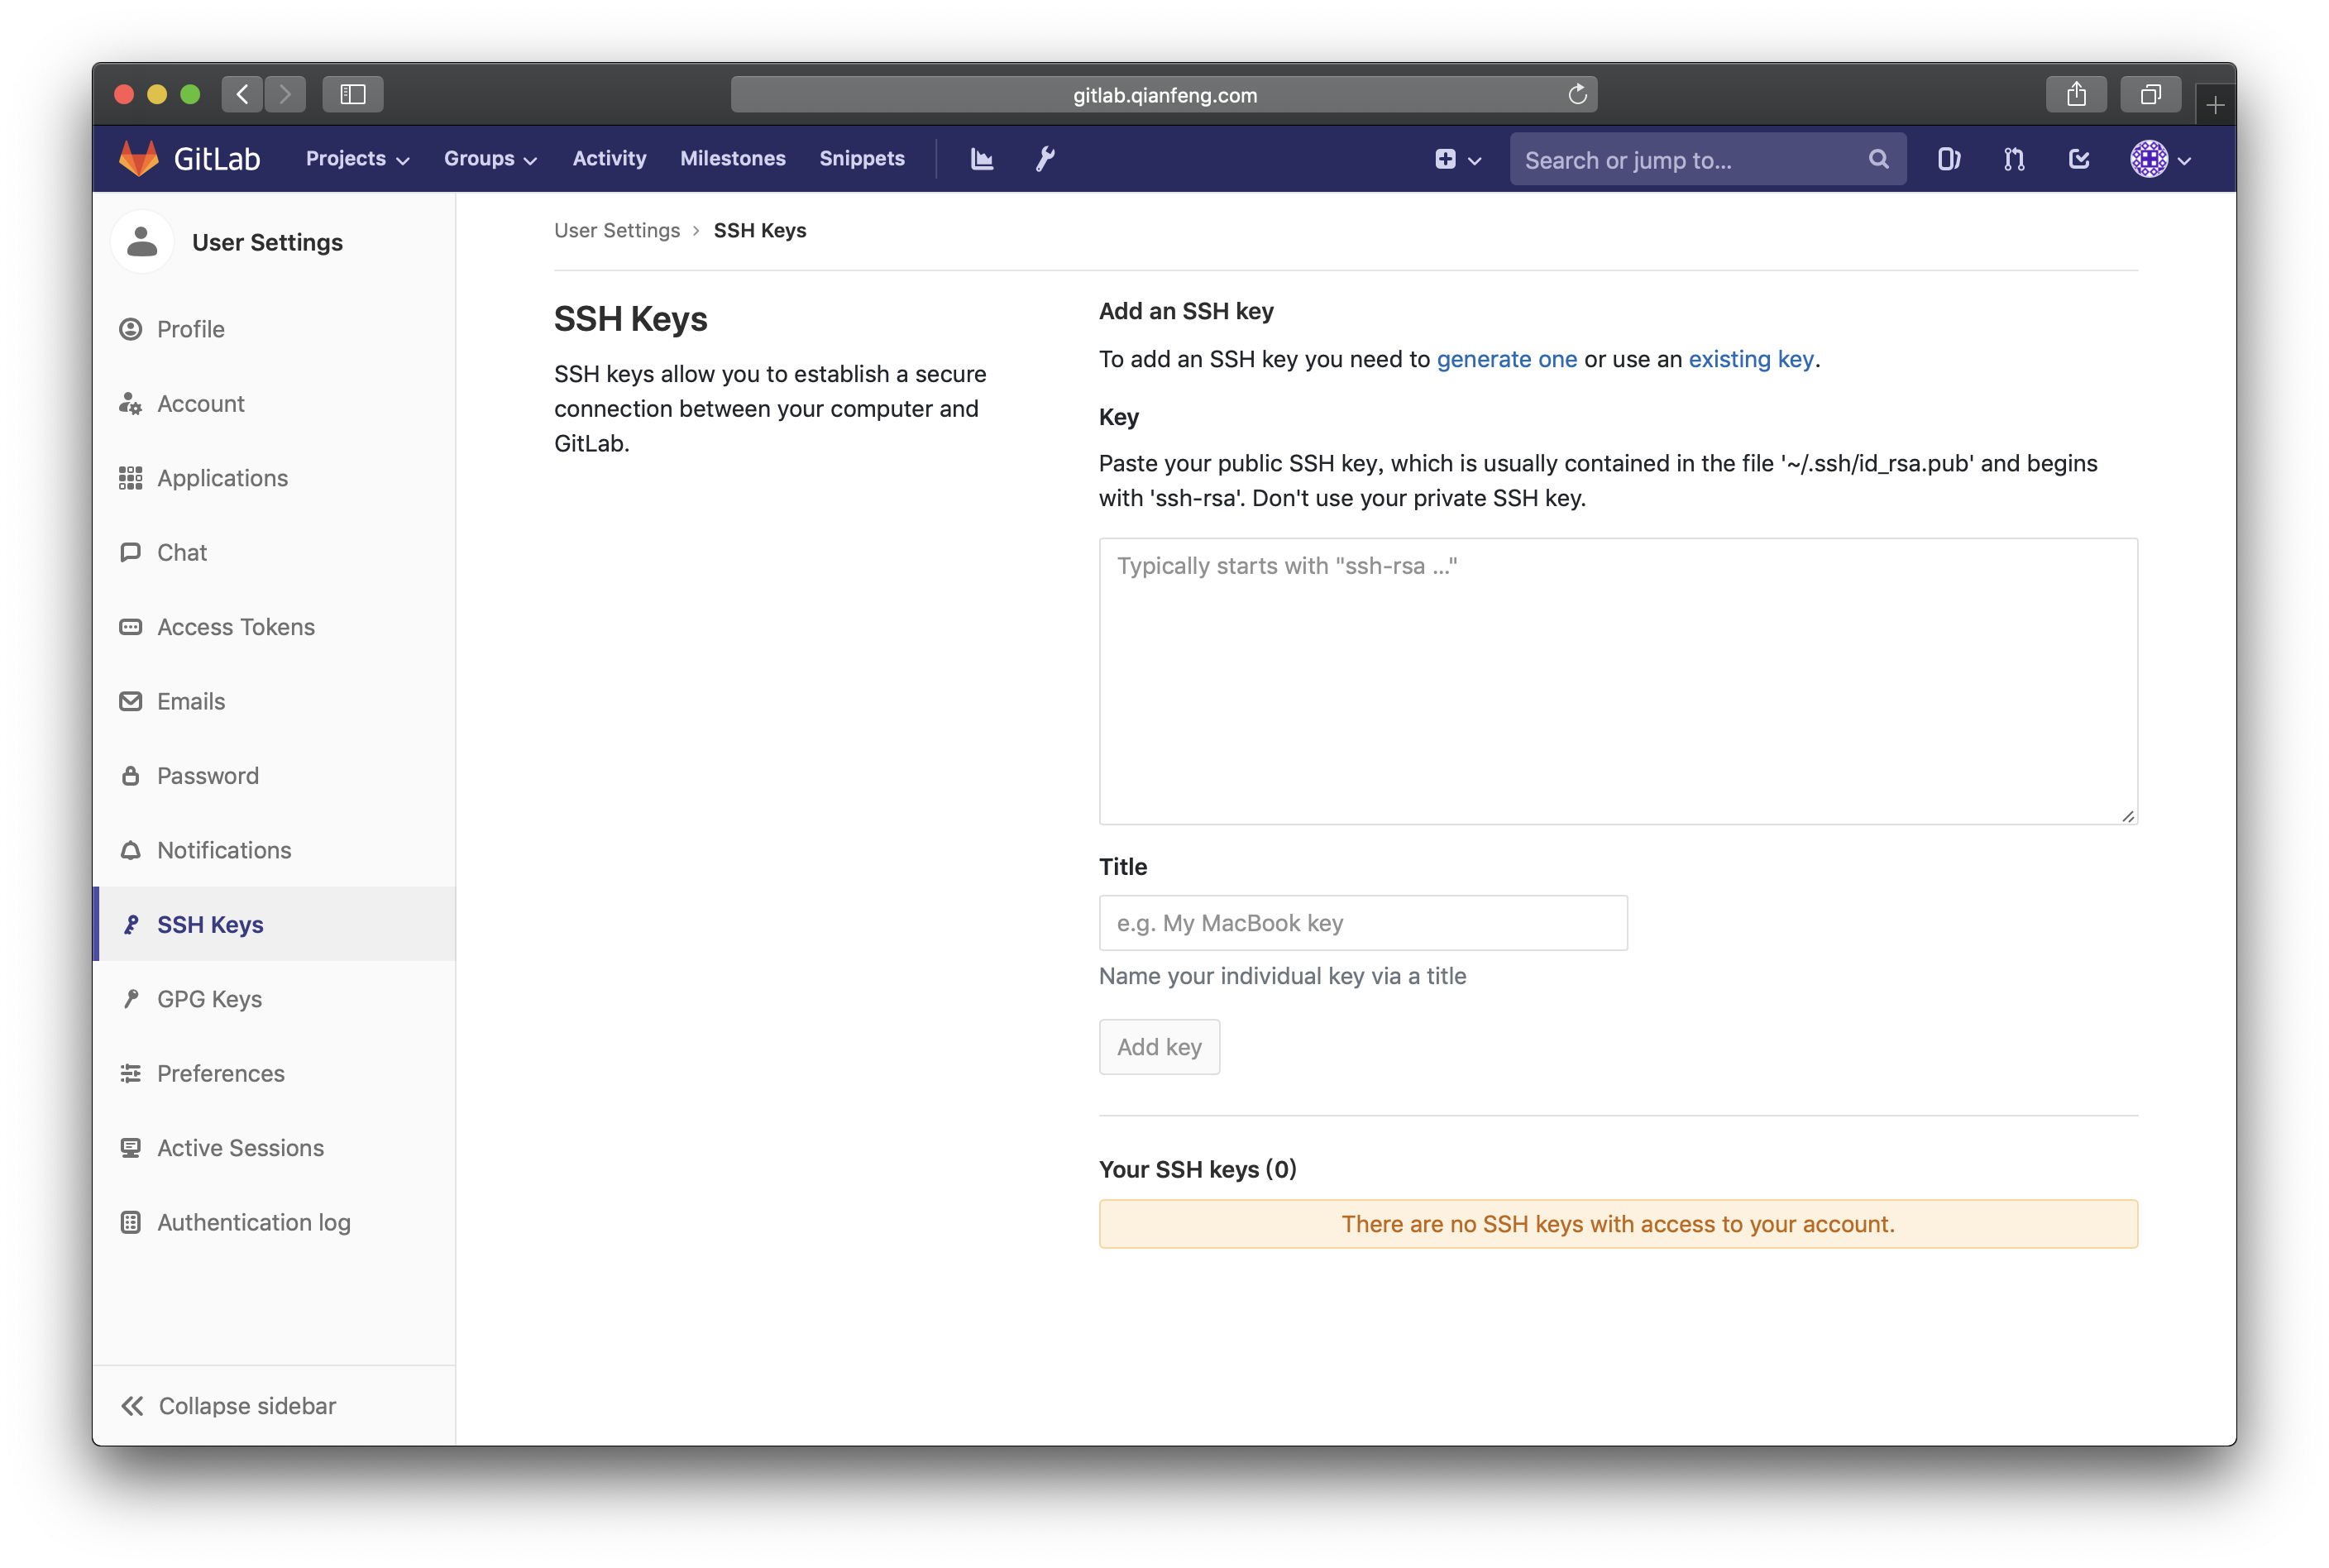 gitlab.qianfeng.com
GitLab Projects Groups Activity Milestones Snippets Search or jump to...
User Settings
Profile
Account
Applications
Chat
Access Tokens
Emails
Password
Notifications
SSH Keys
GPG Keys
Preferences
Active Sessions
Authentication log
Collapse sidebar
User Settings > SSH Keys
SSH Keys
SSH keys allow you to establish a secure
connection between your computer and
GitLab.
Add an SSH key
To add an SSH key you need to generate one or use an existing key.
Key
Paste your public SSH key, which is usually contained in the file '~/.ssh/id_rsa.pub' and begins
with 'ssh-rsa'. Don't use your private SSH key.
Typically starts with "ssh-rsa ..."
Title
e.g. My MacBook key
Name your individual key via a title
Add key
Your SSH keys (0)
There are no SSH keys with access to your account.